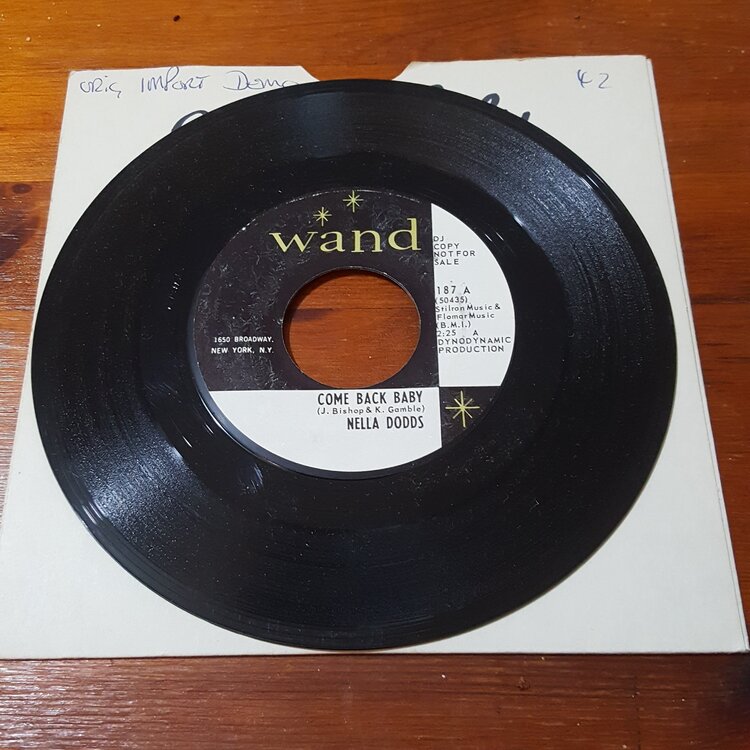 ORIG IMPORT DEMO
42
wand
DJ
COPY
NOT FOR
SALE
187 A
(50435)
Stilran Music &
Flomar Music
(B.M.I.)
2:25 A
DYNODYNAMIC
PRODUCTION
1650 BROADWAY,
NEW YORK, N.Y.
COME BACK BABY
(J. Bishop & K. Gamble)
NELLA DODDS